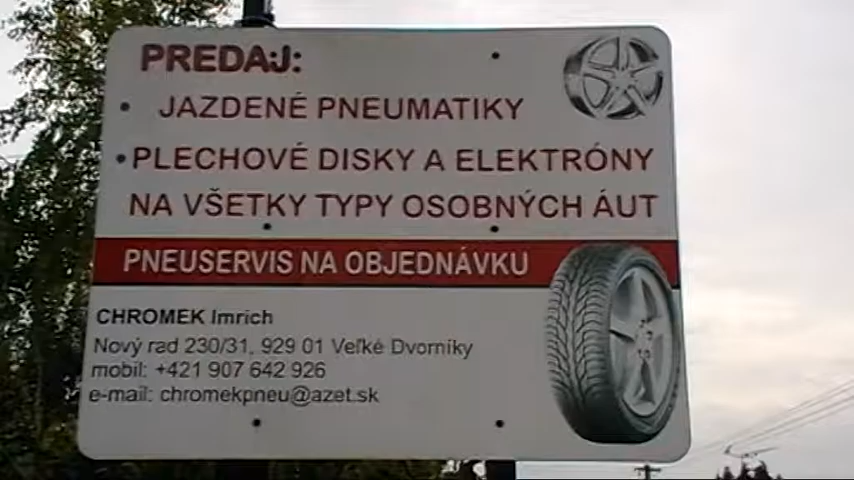 PREDAJ:
• JAZDENÉ PNEUMATIKY
• PLECHOVÉ DISKY A ELEKTRÓNY
NA VŠETKY TYPY OSOBNÝCH ÁUT
PNEUSERVIS NA OBJEDNÁVKU
CHROMEK Imrich
Nový rad 230/31, 929 01 Veľké Dvorníky
mobil: +421 907 642 926
e-mail: chromekpneu@azet.sk